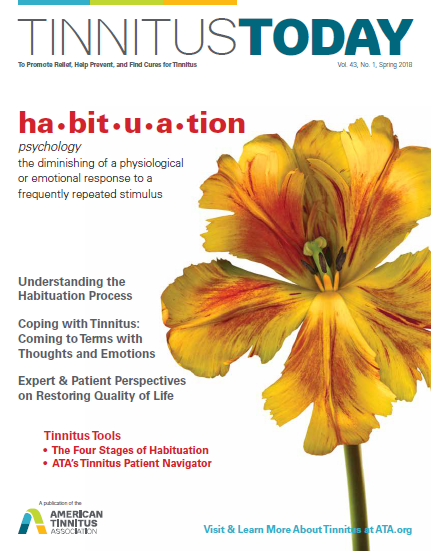 TINNITUSTODAY
To Promote Relief, Help Prevent, and Find Cures for Tinnitus
Vol. 43, No. 1, Spring 2018
ha•bit•u•a•tion
psychology
the diminishing of a physiological
or emotional response to a
frequently repeated stimulus
Understanding the
Habituation Process
Coping with Tinnitus:
Coming to Terms with
Thoughts and Emotions
Expert & Patient Perspectives
on Restoring Quality of Life
Tinnitus Tools
• The Four Stages of Habituation
• ATA's Tinnitus Patient Navigator
A publication of the
AMERICAN
TINNITUS
ASSOCIATION
Visit & Learn More About Tinnitus at ATA.org